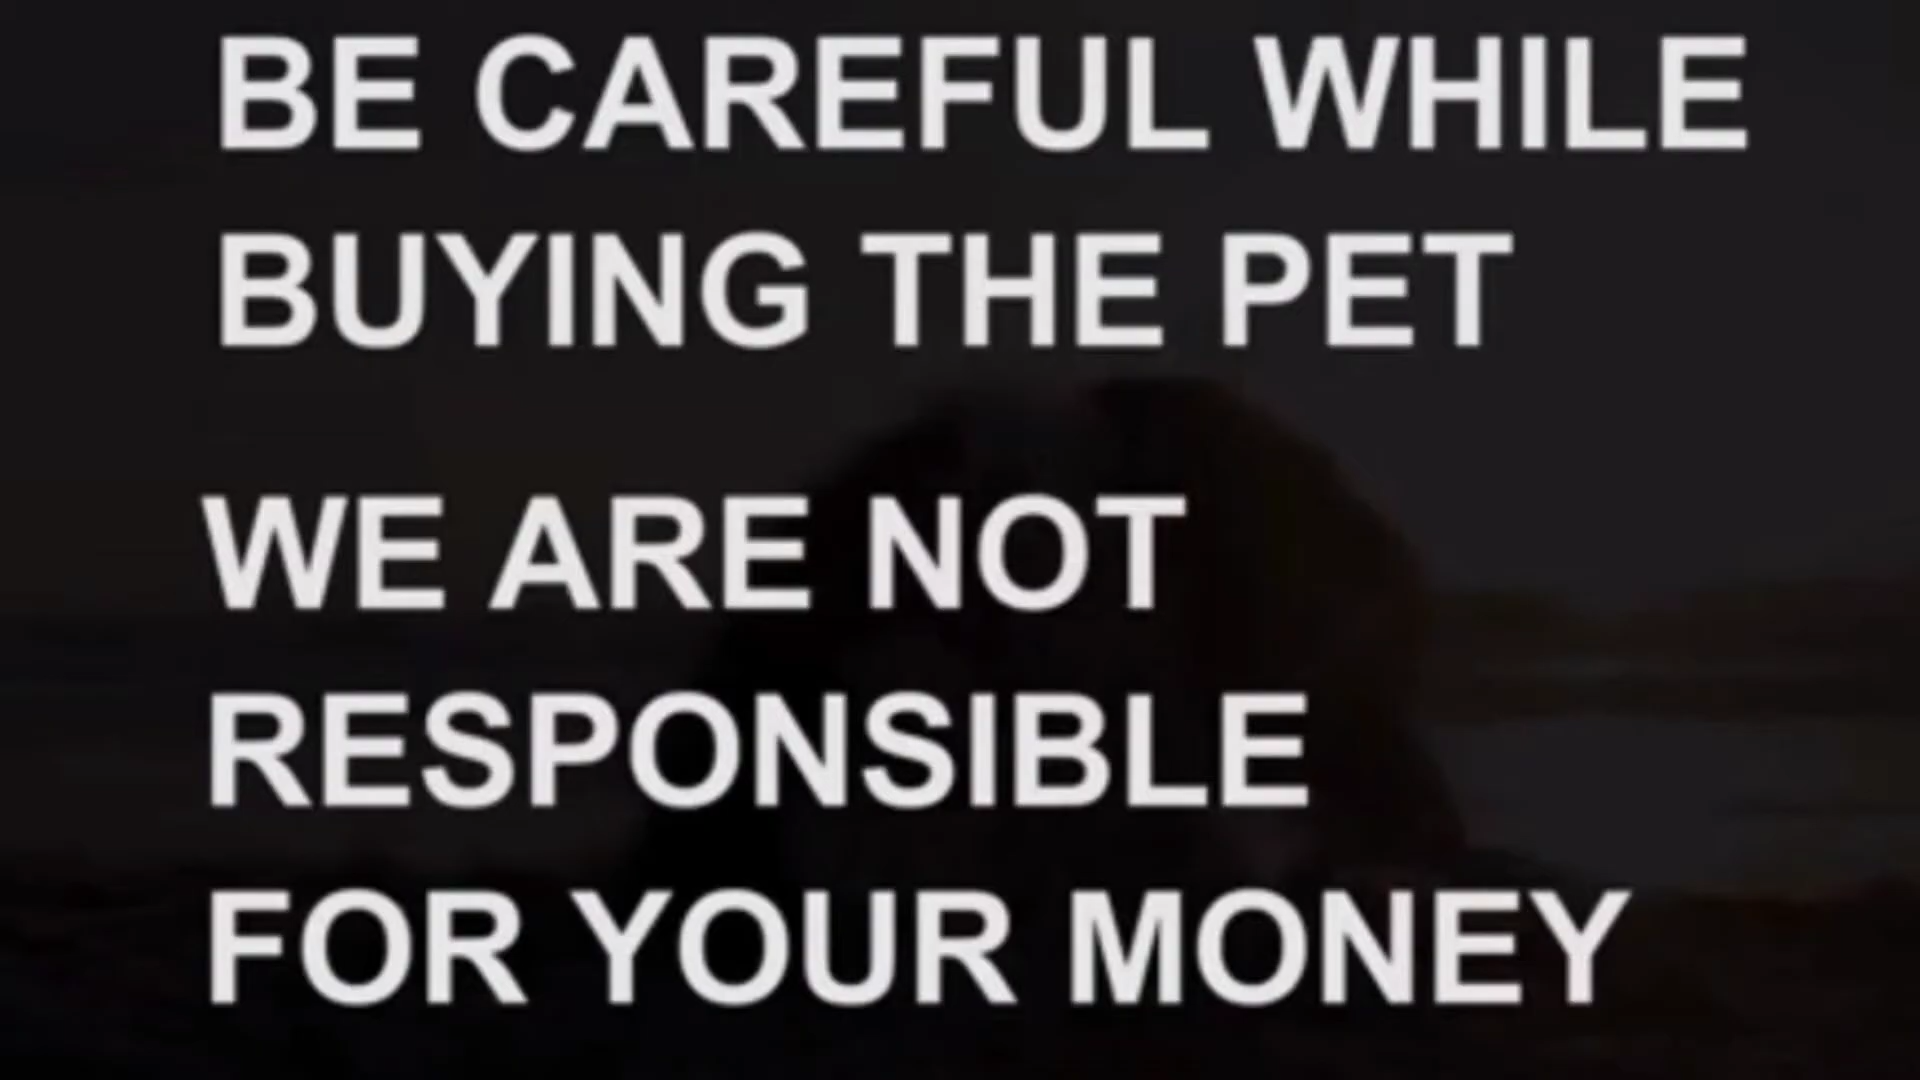 BE CAREFUL WHILE
BUYING THE PET
WE ARE NOT
RESPONSIBLE
FOR YOUR MONEY